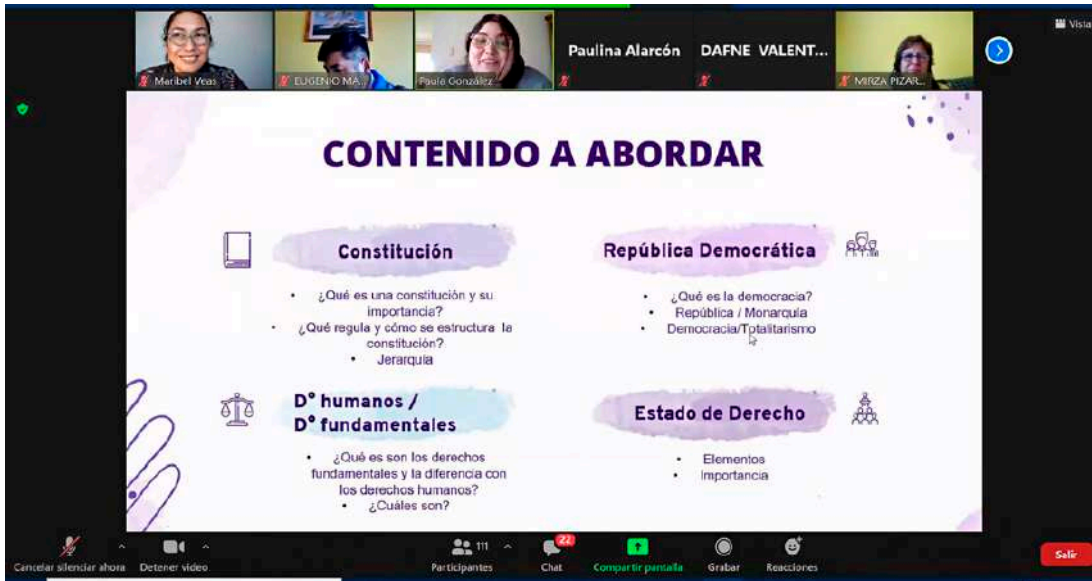 Vista
Maribel Veas
EUGENIO MA...
Paula González
Paulina Alarcón
DAFNE VALENT...
MIRZA PIZAR...
CONTENIDO A ABORDAR
Constitución
• ¿Qué es una constitución y su
importancia?
• ¿Qué regula y cómo se estructura la
constitución?
• Jerarquía
República Democrática
• ¿Qué es la democracia?
• República / Monarquía
• Democracia/Totalitarismo
D° humanos /
D° fundamentales
• ¿Qué es son los derechos
fundamentales y la diferencia con
los derechos humanos?
• ¿Cuáles son?
Estado de Derecho
• Elementos
• Importancia
Cancelar silenciar ahora
Detener video
111
Participantes
22
Chat
Compartir pantalla
Grabar
Reacciones
Salir